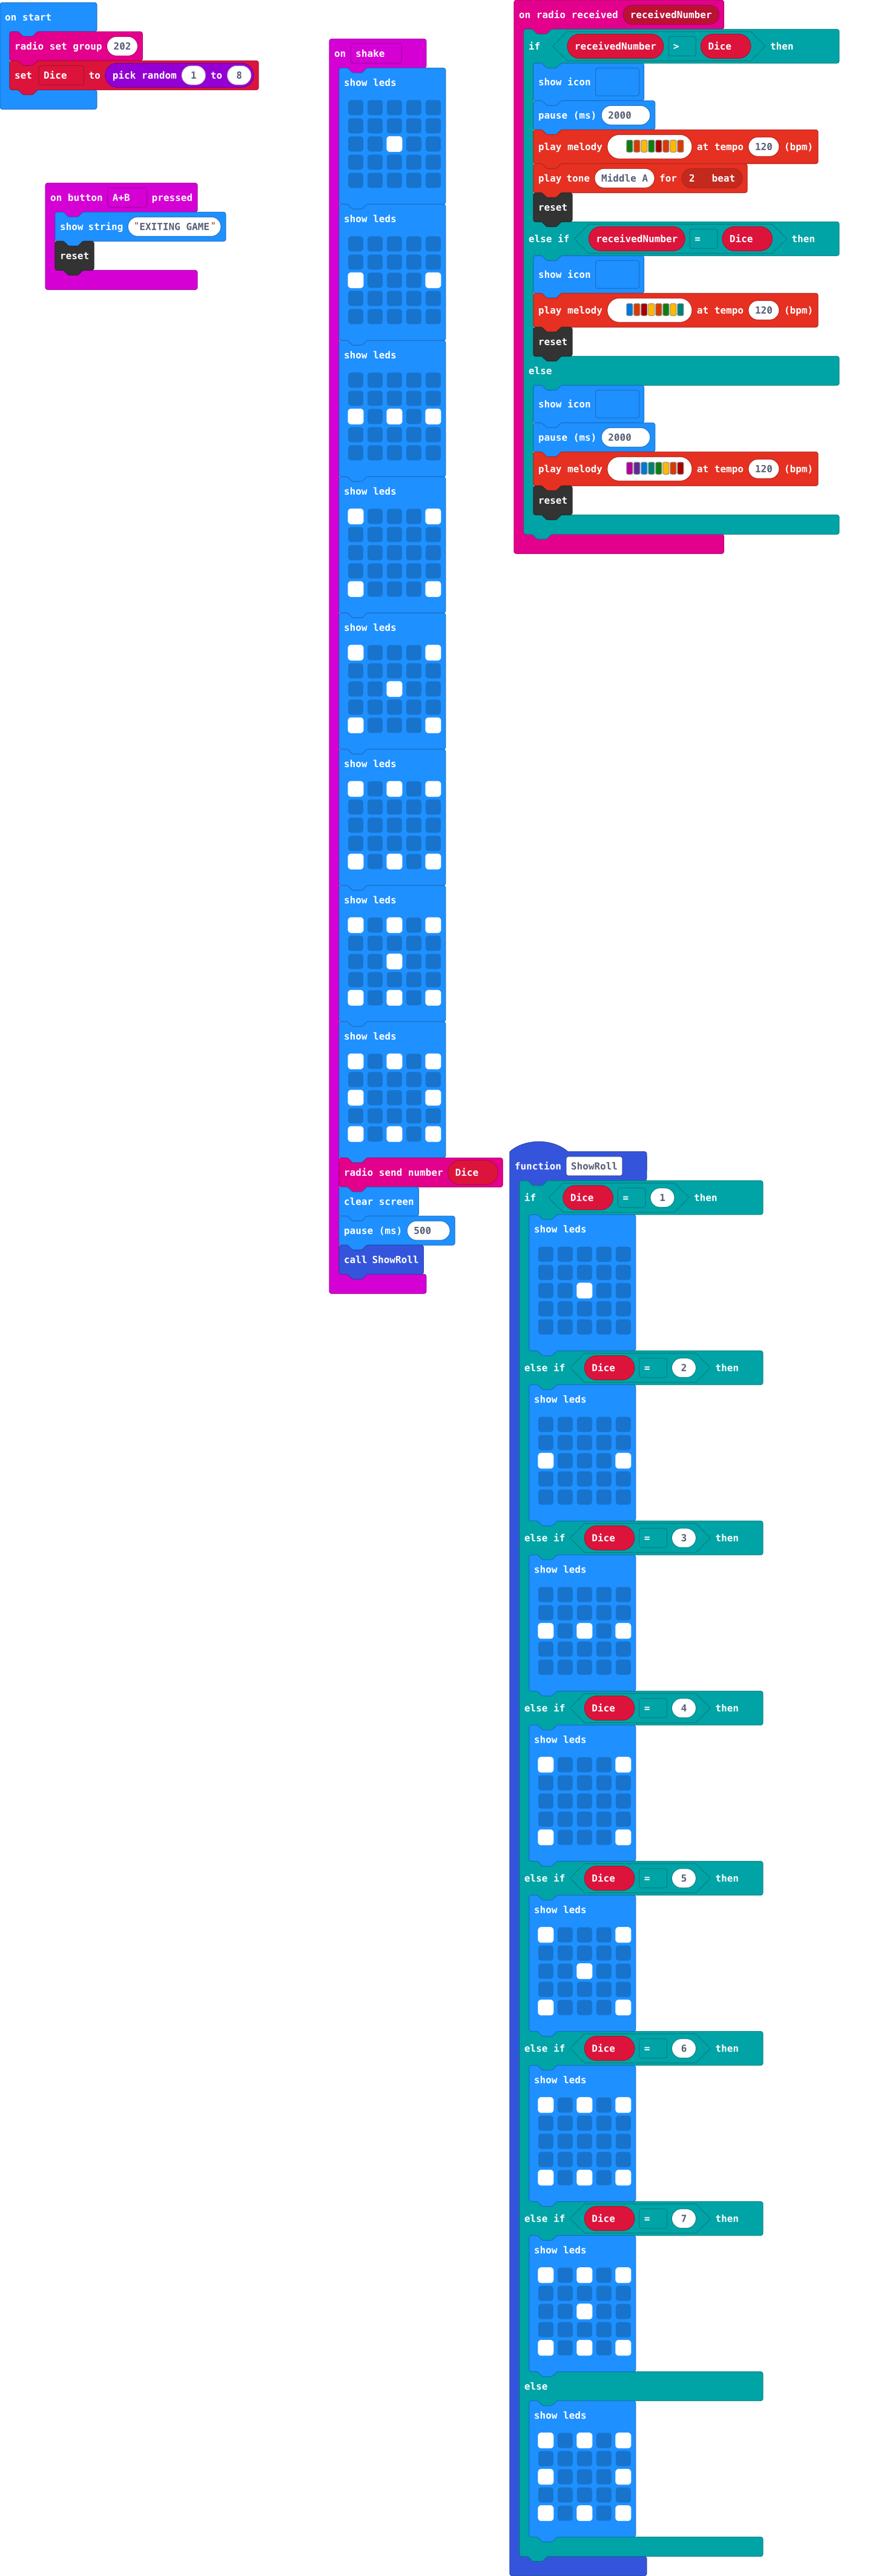 on start
radio set group 202
set Dice to pick random 1 to 8
on button A+B pressed
show string "EXITING GAME"
reset
on shake
show leds
show leds
show leds
show leds
show leds
show leds
show leds
show leds
radio send number Dice
clear screen
pause (ms) 500
call ShowRoll
on radio received receivedNumber
if receivedNumber > Dice then
show icon
pause (ms) 2000
play melody at tempo 120 (bpm)
play tone Middle A for 2 beat
reset
else if receivedNumber = Dice then
show icon
play melody at tempo 120 (bpm)
reset
else
show icon
pause (ms) 2000
play melody at tempo 120 (bpm)
reset
function ShowRoll
if Dice = 1 then
show leds
else if Dice = 2 then
show leds
else if Dice = 3 then
show leds
else if Dice = 4 then
show leds
else if Dice = 5 then
show leds
else if Dice = 6 then
show leds
else if Dice = 7 then
show leds
else
show leds